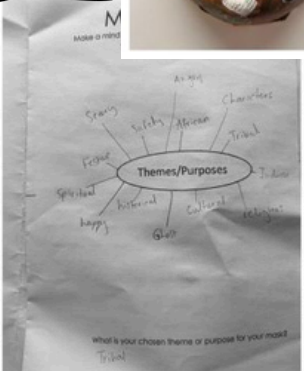 M
Make a mind
Angry
Scary
Characters
Safety
African
Tribal
Festive
Themes/Purposes
Spiritual
historical
Cultural
religious
happy
What is your chosen theme or purpose for your mask?
Tribal